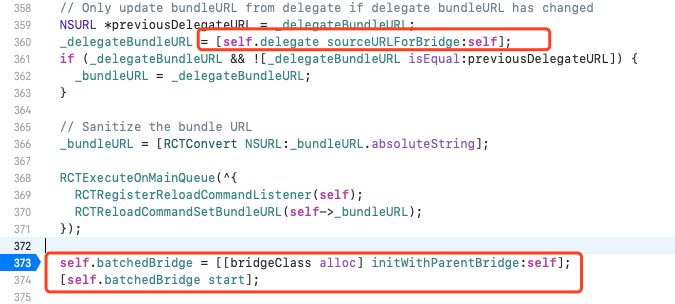 358 // Only update bundleURL from delegate if delegate bundleURL has changed
359 NSURL *previousDelegateURL = _delegateBundleURL;
360 _delegateBundleURL = [self.delegate sourceURLForBridge:self];
361 if (_delegateBundleURL && ![_delegateBundleURL isEqual:previousDelegateURL]) {
362 _bundleURL = _delegateBundleURL;
363 }
364
365 // Sanitize the bundle URL
366 _bundleURL = [RCTConvert NSURL:_bundleURL.absoluteString];
367
368 RCTExecuteOnMainQueue(^{
369 RCTRegisterReloadCommandListener(self);
370 RCTReloadCommandSetBundleURL(self->_bundleURL);
371 });
372
373 self.batchedBridge = [[bridgeClass alloc] initWithParentBridge:self];
374 [self.batchedBridge start];
375